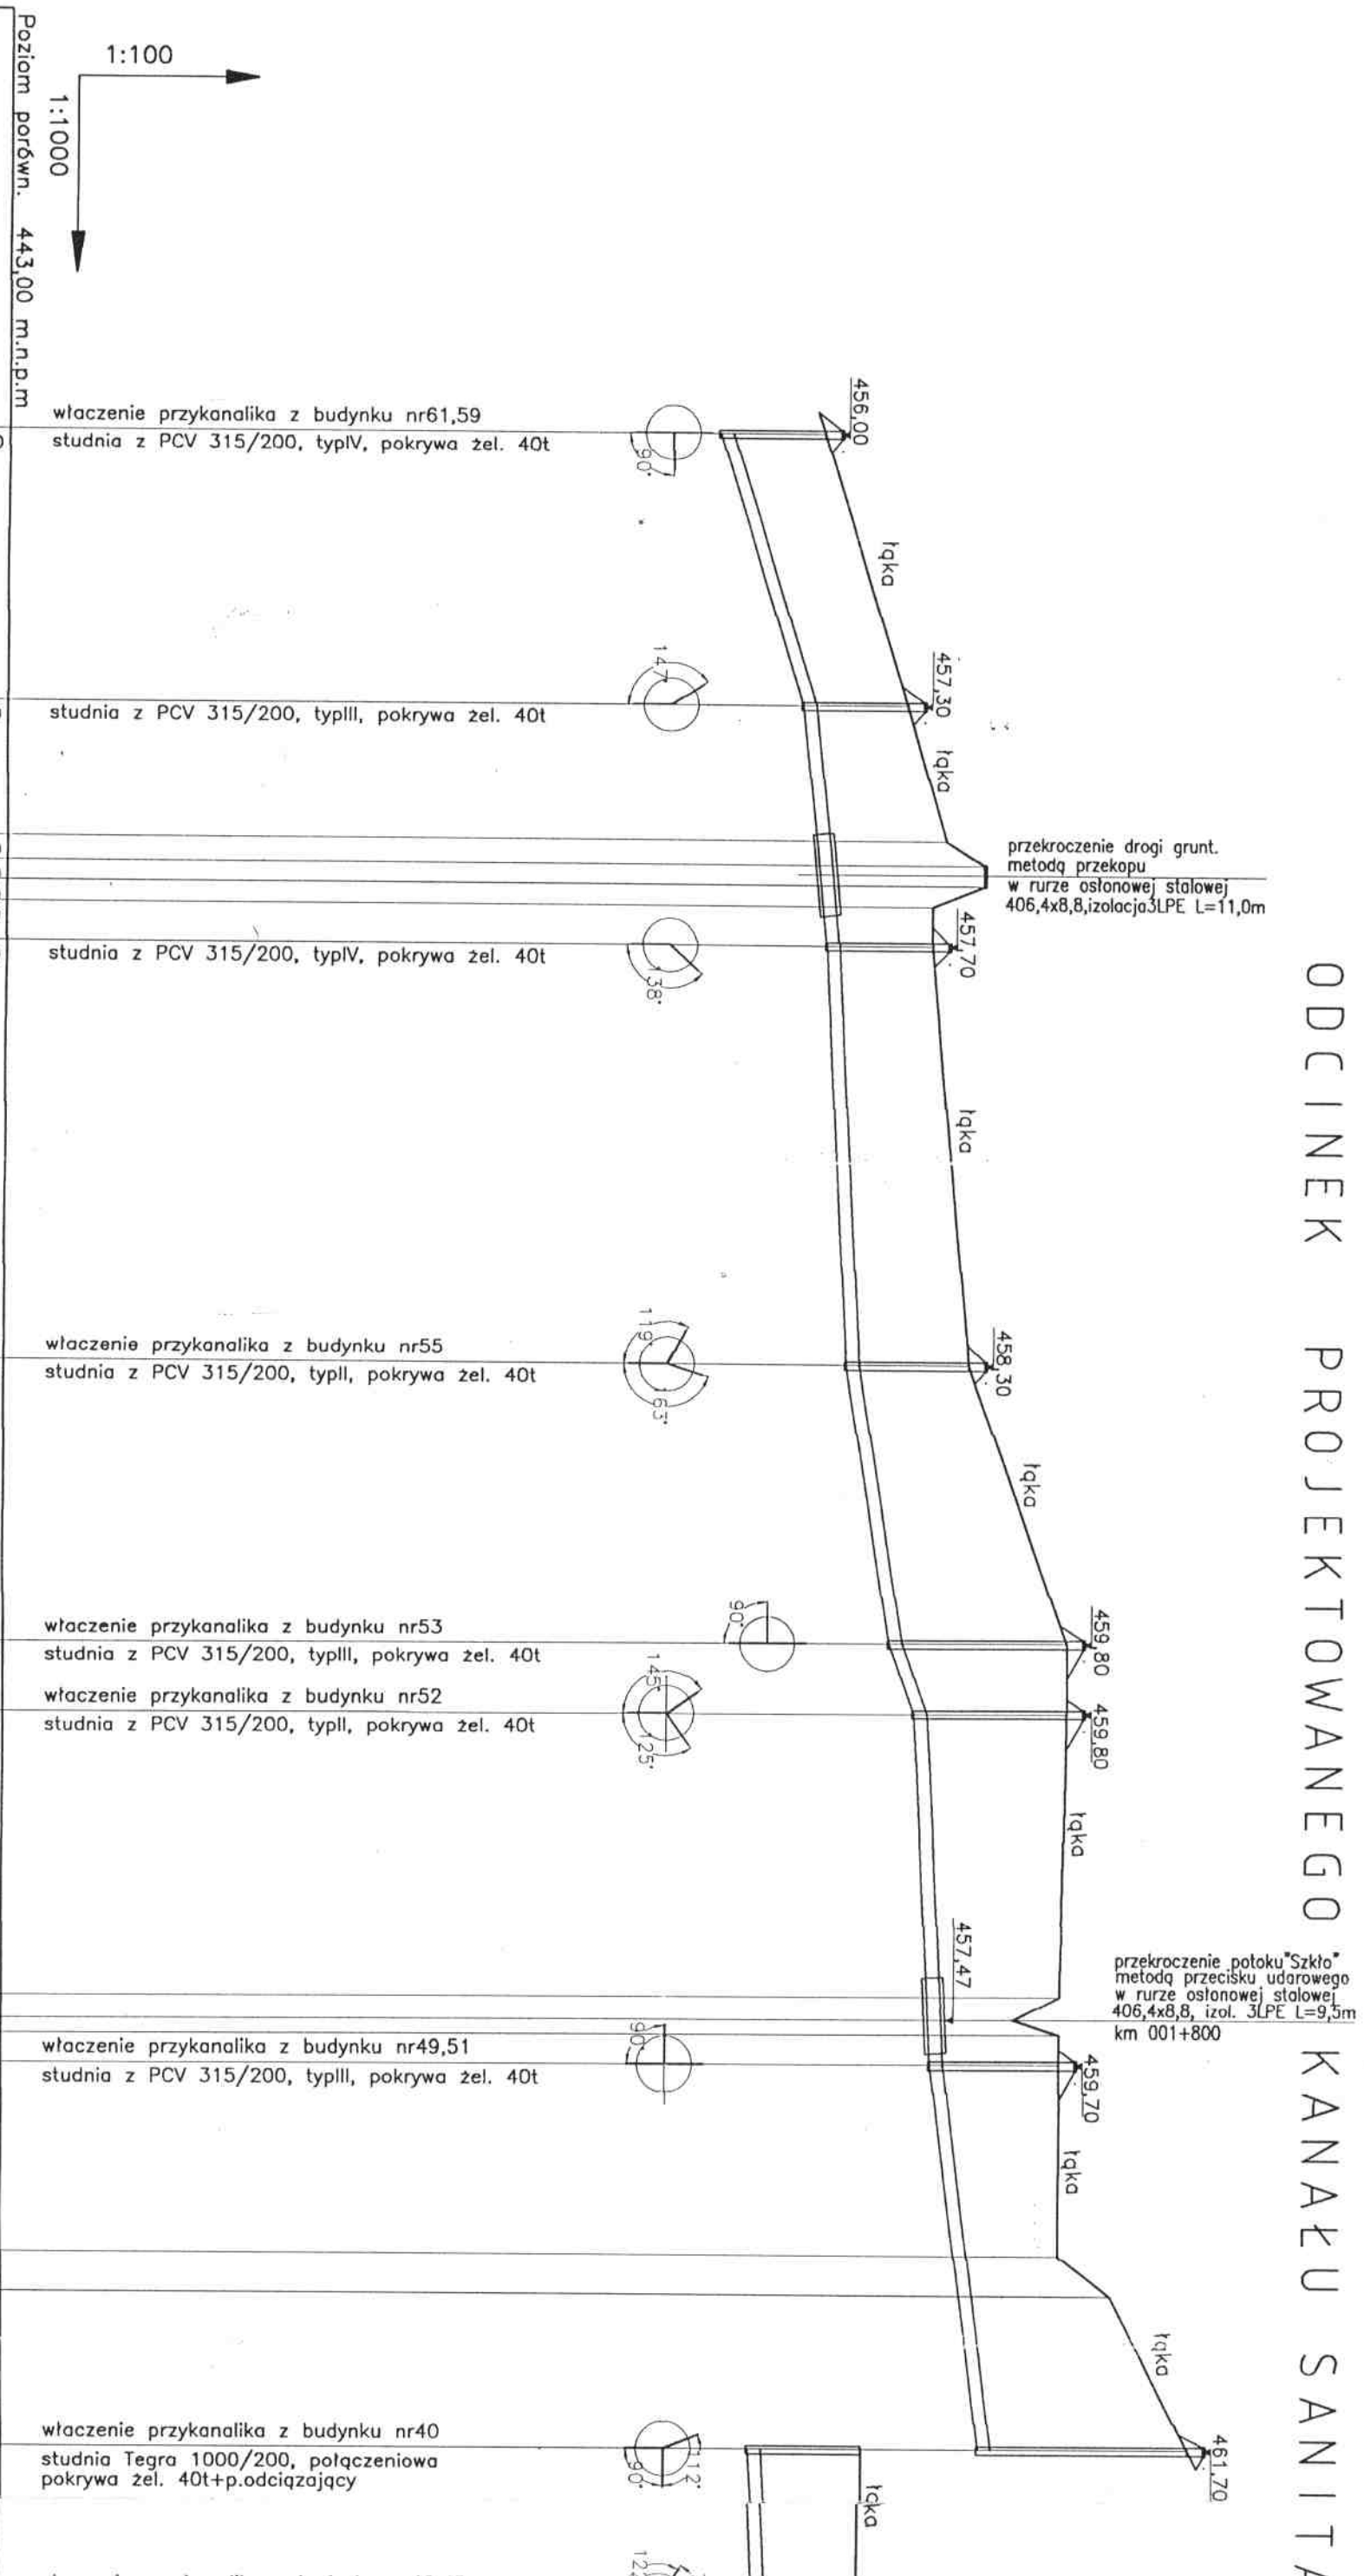 1:100
1:1000
Poziom porówn. 443,00 m.n.p.m
ODCINEK PROJEKTOWANEGO KANAŁU SANITA
456,00
włączenie przykanalika z budynku nr61,59
studnia z PCV 315/200, typIV, pokrywa żel. 40t
90°
łąka
457,30
studnia z PCV 315/200, typIII, pokrywa żel. 40t
147°
łąka
przekroczenie drogi grunt.
metodą przekopu
w rurze osłonowej stalowej
406,4x8,8,izolacja3LPE L=11,0m
457,70
studnia z PCV 315/200, typIV, pokrywa żel. 40t
138°
łąka
458,30
włączenie przykanalika z budynku nr55
studnia z PCV 315/200, typII, pokrywa żel. 40t
119°
163°
łąka
459,80
włączenie przykanalika z budynku nr53
studnia z PCV 315/200, typIII, pokrywa żel. 40t
90°
459,80
włączenie przykanalika z budynku nr52
studnia z PCV 315/200, typII, pokrywa żel. 40t
145°
125°
łąka
457,47
przekroczenie potoku"Szkło"
metodą przecisku udarowego
w rurze osłonowej stalowej
406,4x8,8, izol. 3LPE L=9,5m
km 001+800
459,70
włączenie przykanalika z budynku nr49,51
studnia z PCV 315/200, typIII, pokrywa żel. 40t
90°
łąka
łąka
461,70
włączenie przykanalika z budynku nr40
studnia Tegra 1000/200, połączeniowa
pokrywa żel. 40t+p.odciążający
112°
90°
łąka